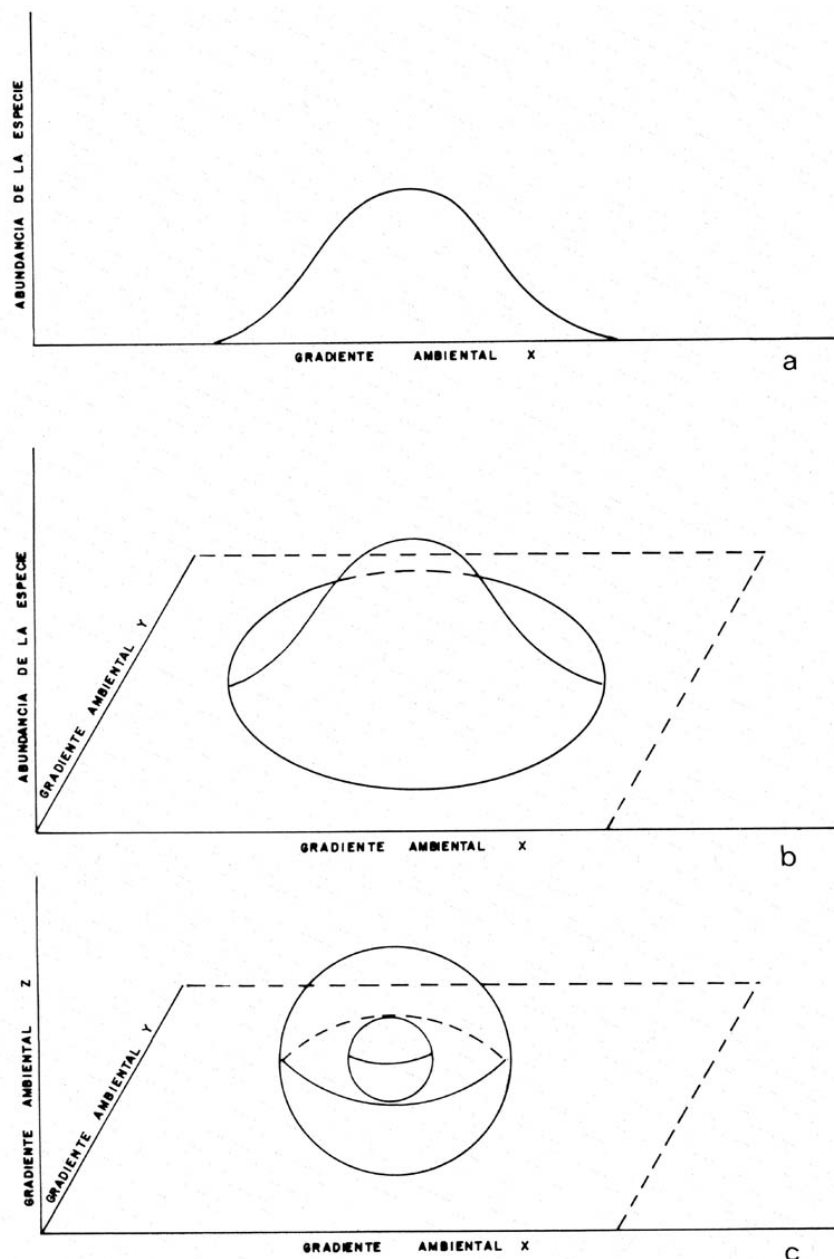 ABUNDANCIA DE LA ESPECIE
GRADIENTE AMBIENTAL X
a
ABUNDANCIA DE LA ESPECIE
GRADIENTE AMBIENTAL Y
GRADIENTE AMBIENTAL X
b
GRADIENTE AMBIENTAL Z
GRADIENTE AMBIENTAL Y
GRADIENTE AMBIENTAL X
c